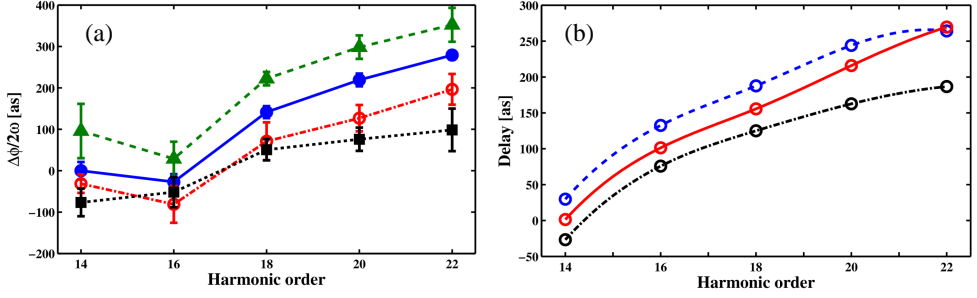 (a)
400
300
200
100
0
−100
−200
Δϕ/2ω [as]
14 16 18 20 22
Harmonic order
(b)
300
250
200
150
100
50
0
−50
Delay [as]
14 16 18 20 22
Harmonic order